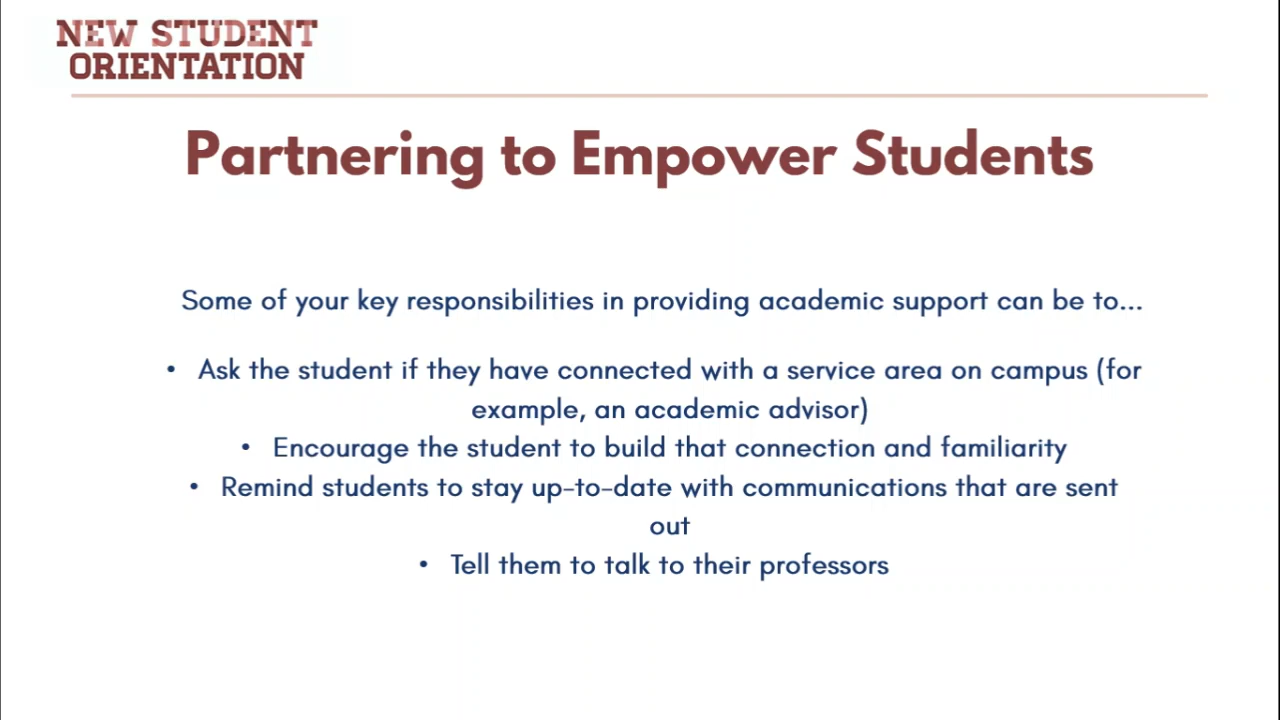 NEW STUDENT
ORIENTATION
Partnering to Empower Students
Some of your key responsibilities in providing academic support can be to...
• Ask the student if they have connected with a service area on campus (for
example, an academic advisor)
• Encourage the student to build that connection and familiarity
• Remind students to stay up-to-date with communications that are sent
out
• Tell them to talk to their professors